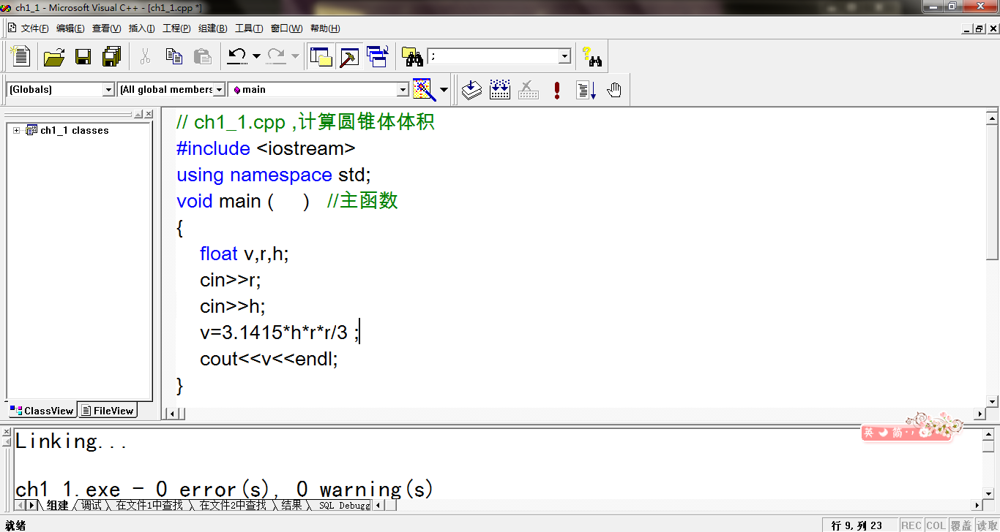 ch1_1 - Microsoft Visual C++ - [ch1_1.cpp *]
文件(F) 编辑(E) 查看(V) 插入(I) 工程(P) 组建(B) 工具(T) 窗口(W) 帮助(H)
;
(Globals) (All global members main
ch1_1 classes
// ch1_1.cpp ,计算圆锥体体积
#include <iostream>
using namespace std;
void main (     )   //主函数
{
float v,r,h;
cin>>r;
cin>>h;
v=3.1415*h*r*r/3 ;
cout<<v<<endl;
}
ClassView FileView
Linking...
ch1_1.exe - 0 error(s), 0 warning(s)
英 简
组建 调试 在文件1中查找 在文件2中查找 结果 SQL Debugg
就绪 行 9, 列 23 REC COL 覆盖 读取